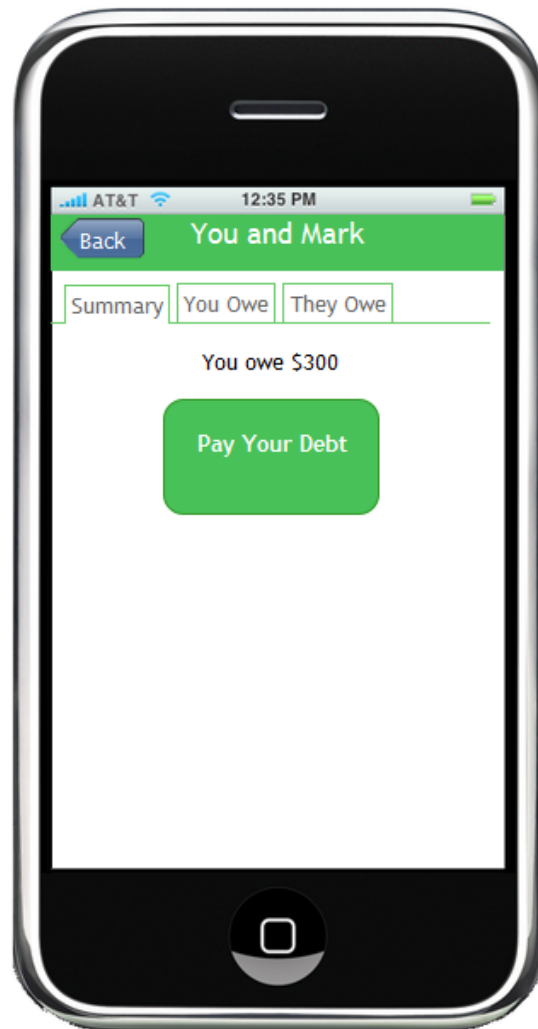 AT&T 12:35 PM
Back You and Mark
Summary You Owe They Owe
You owe $300
Pay Your Debt